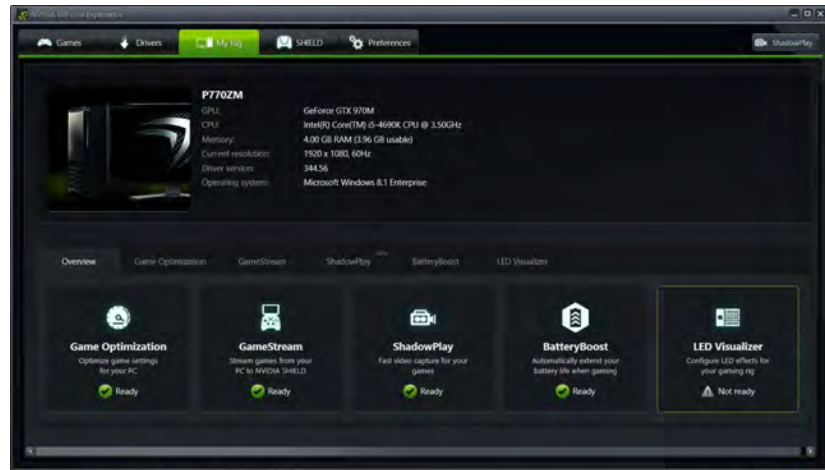 Games Drivers My rig SHIELD Preferences ShadowPlay
P770ZM
GPU: GeForce GTX 970M
CPU: Intel(R) Core(TM) i5-4690K CPU @ 3.50GHz
Memory: 4.00 GB RAM (3.96 GB usable)
Current resolution: 1920 x 1080, 60Hz
Driver version: 344.56
Operating system: Microsoft Windows 8.1 Enterprise
Overview Game Optimization GameStream ShadowPlay BatteryBoost LED Visualizer
Game Optimization
Optimize game settings
for your PC
Ready
GameStream
Stream games from your
PC to NVIDIA SHIELD
Ready
ShadowPlay
Fast video capture for your
games
Ready
BatteryBoost
Automatically extend your
battery life when gaming
Ready
LED Visualizer
Configure LED effects for
your gaming rig
Not ready